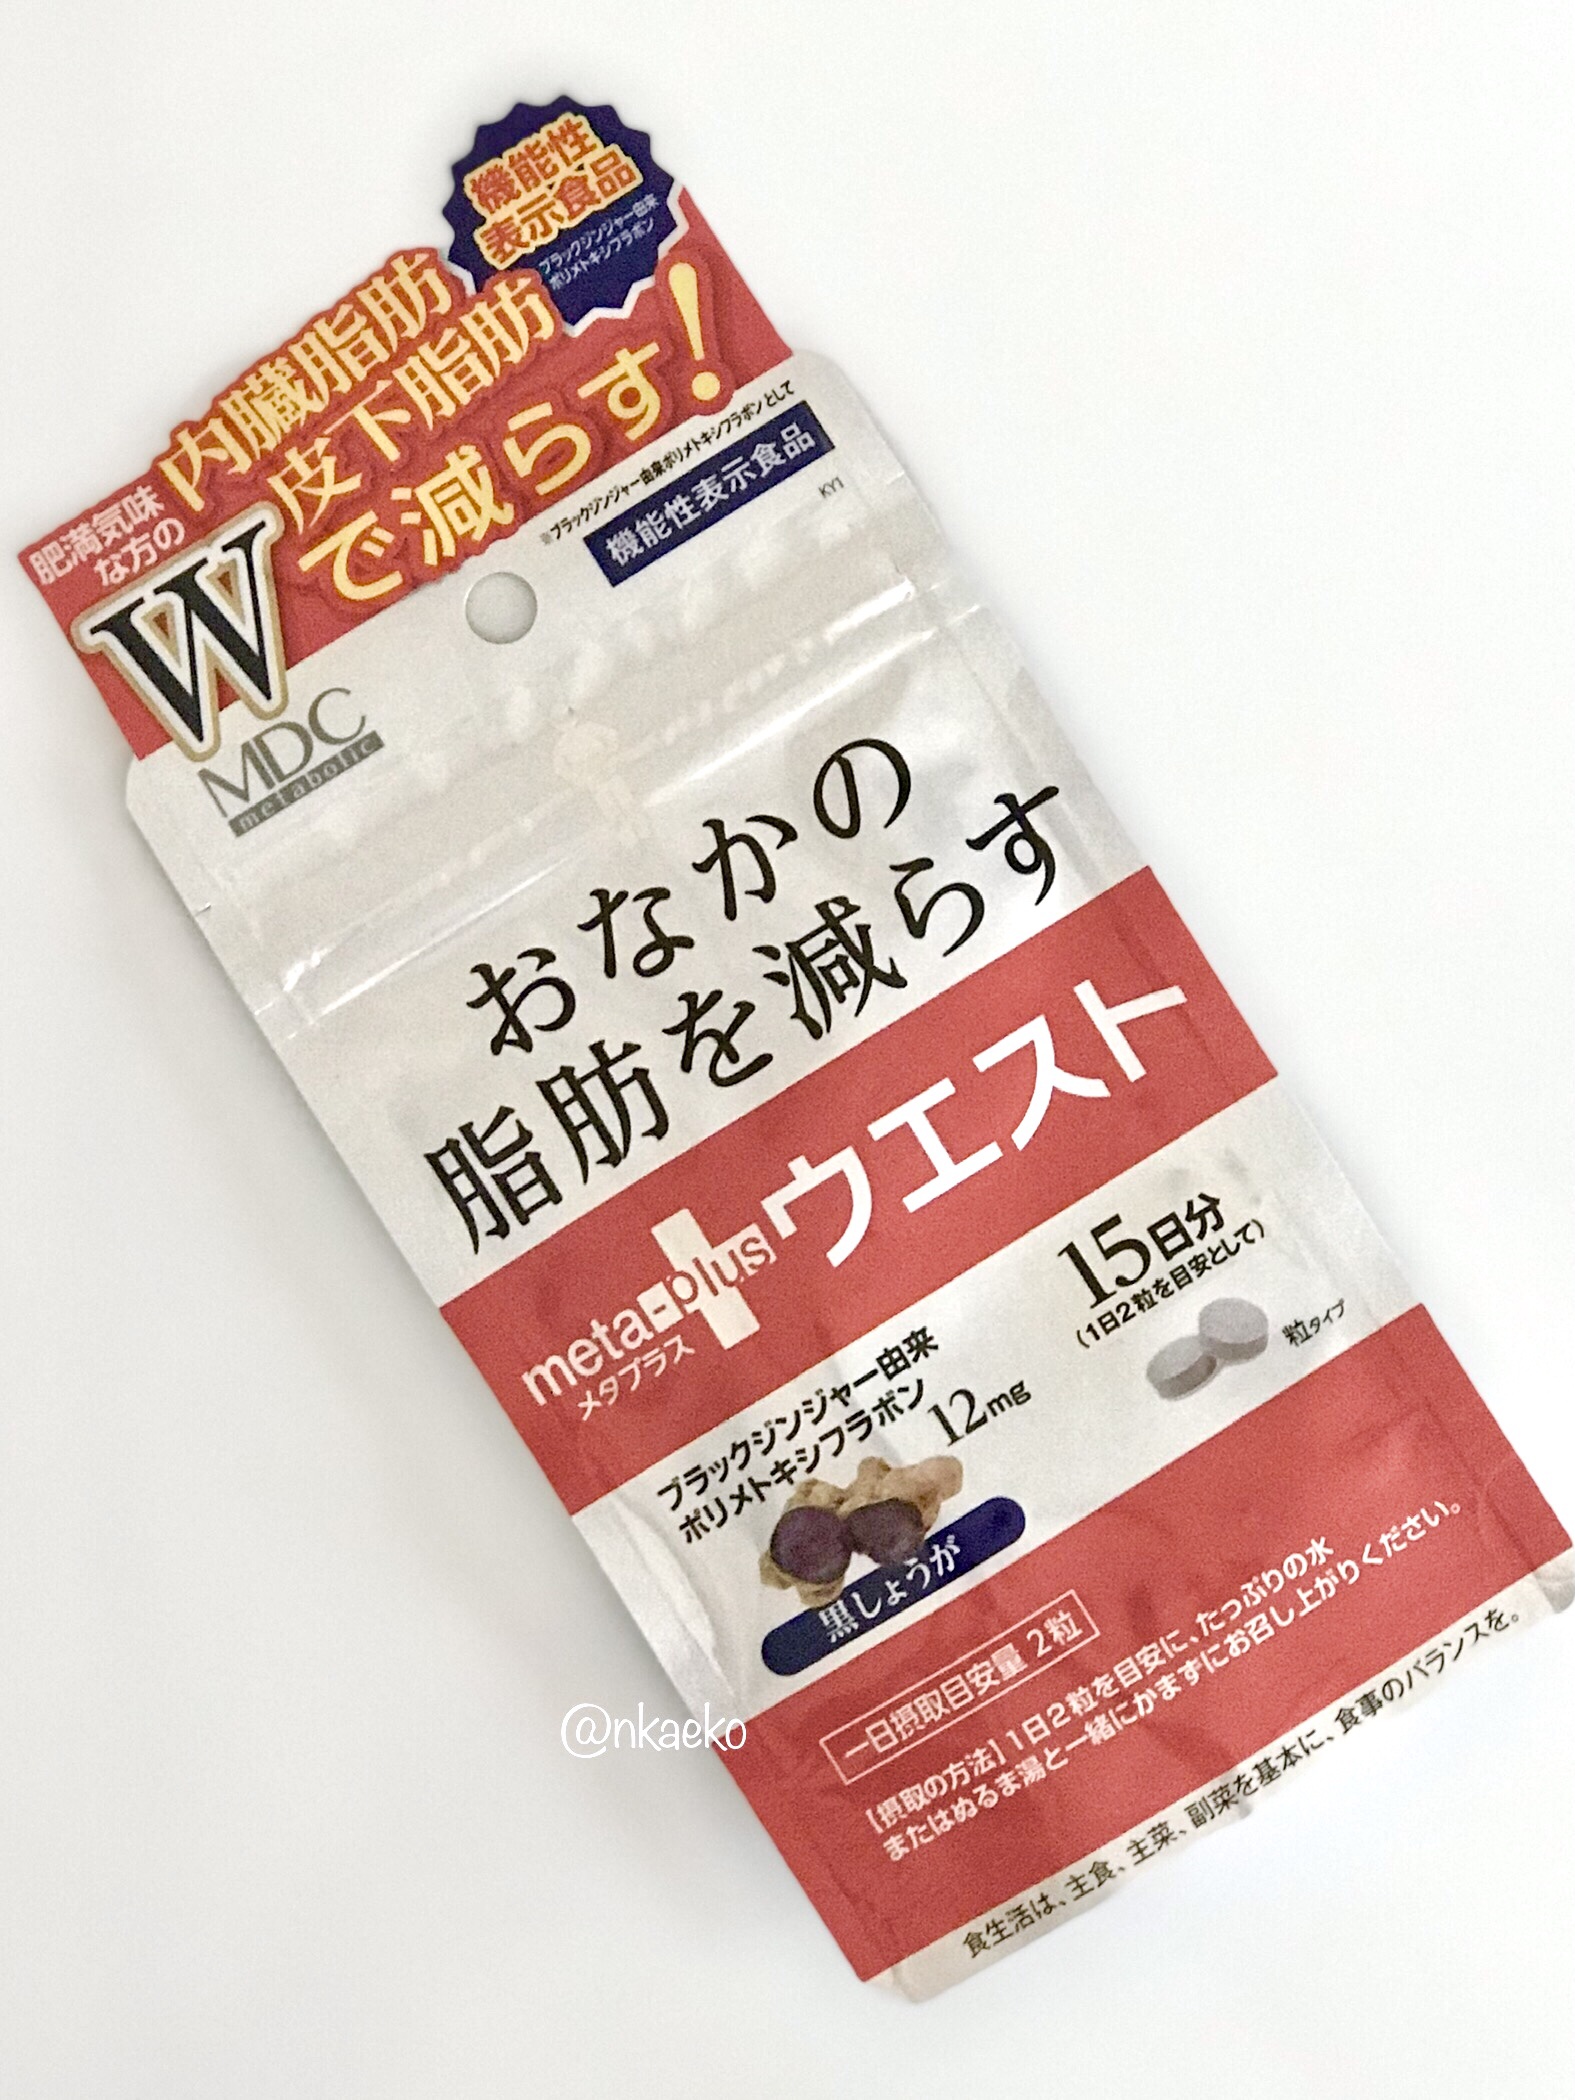 機能性
表示食品
ブラックジンジャー由来
ポリメトキシフラボン
肥満気味
な方の
内臓脂肪
皮下脂肪
Wで減らす!
※ブラックジンジャー由来ポリメトキシフラボンとして
機能性表示食品
KY1
MDC
metabolic
おなかの
脂肪を減らす
meta-plus ウエスト
メタプラス
15日分
(1日2粒を目安として)
粒タイプ
ブラックジンジャー由来
ポリメトキシフラボン 12mg
黒しょうが
一日摂取目安量 2粒
【摂取の方法】1日2粒を目安に、たっぷりの水
またはぬるま湯と一緒にかまずにお召し上がりください。
食生活は、主食、主菜、副菜を基本に、食事のバランスを。
@nkaeko